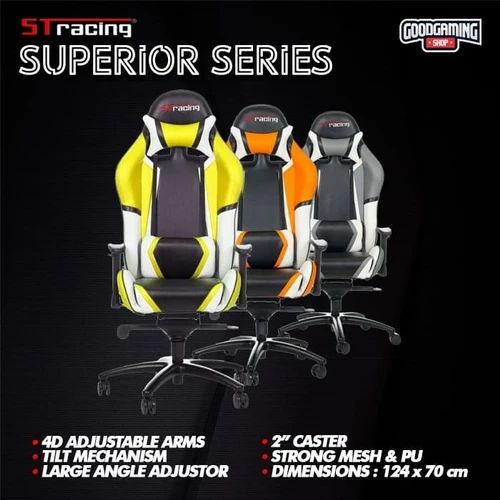 STracing®
GOODGAMING
SHOP
SUPERIOR SERIES
STracing
STracing
STracing
• 4D ADJUSTABLE ARMS
• TILT MECHANISM
• LARGE ANGLE ADJUSTOR
• 2" CASTER
• STRONG MESH & PU
• DIMENSIONS : 124 x 70 cm